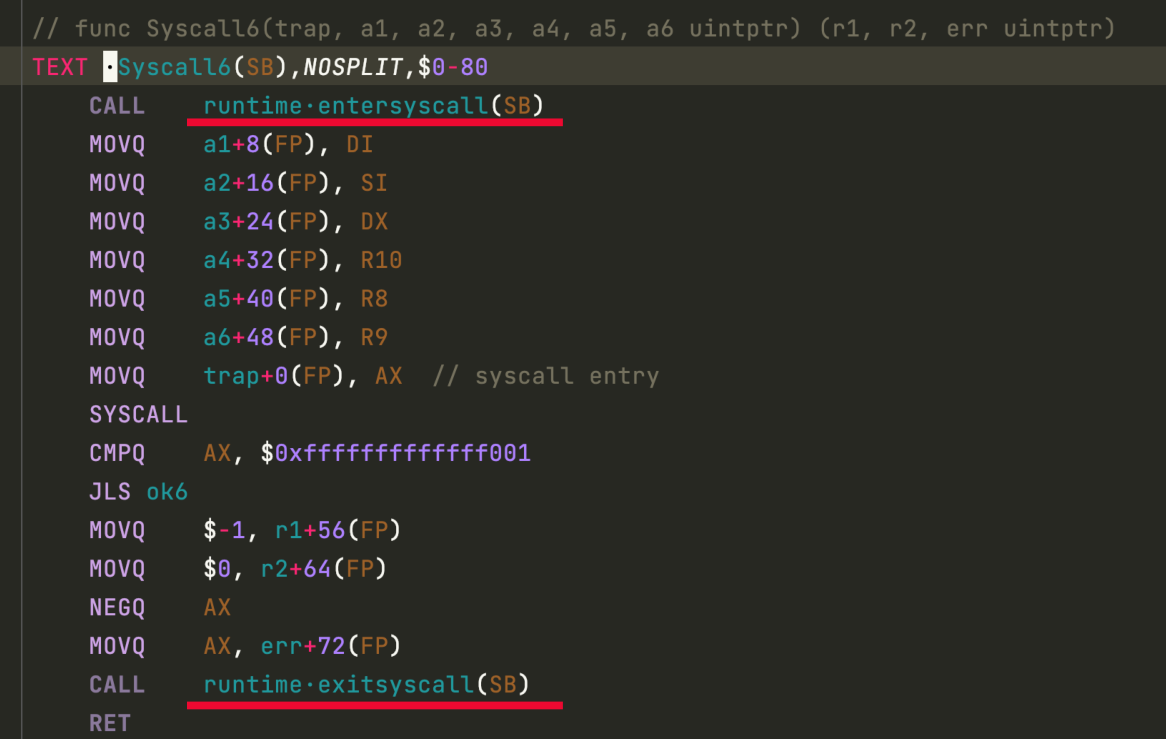 // func Syscall6(trap, a1, a2, a3, a4, a5, a6 uintptr) (r1, r2, err uintptr)
TEXT ·Syscall6(SB),NOSPLIT,$0-80
CALL runtime·entersyscall(SB)
MOVQ a1+8(FP), DI
MOVQ a2+16(FP), SI
MOVQ a3+24(FP), DX
MOVQ a4+32(FP), R10
MOVQ a5+40(FP), R8
MOVQ a6+48(FP), R9
MOVQ trap+0(FP), AX // syscall entry
SYSCALL
CMPQ AX, $0xfffffffffffff001
JLS ok6
MOVQ $-1, r1+56(FP)
MOVQ $0, r2+64(FP)
NEGQ AX
MOVQ AX, err+72(FP)
CALL runtime·exitsyscall(SB)
RET